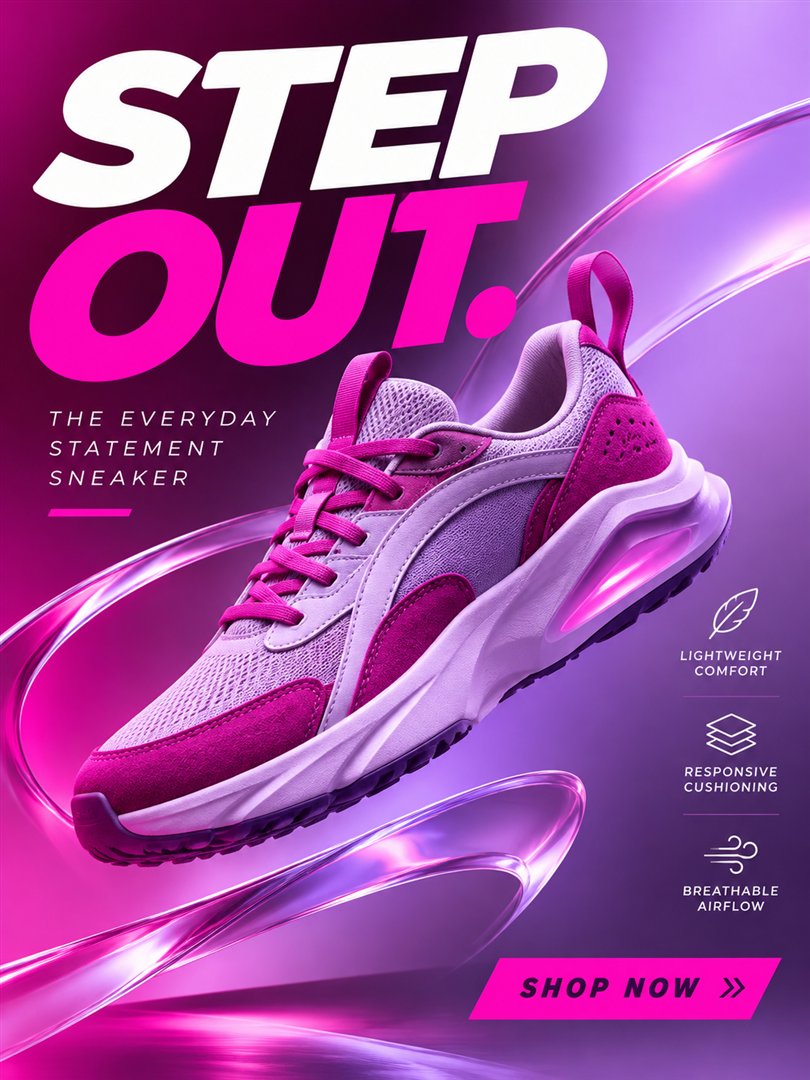 STEP
OUT.
THE EVERYDAY
STATEMENT
SNEAKER
LIGHTWEIGHT
COMFORT
RESPONSIVE
CUSHIONING
BREATHABLE
AIRFLOW
SHOP NOW »